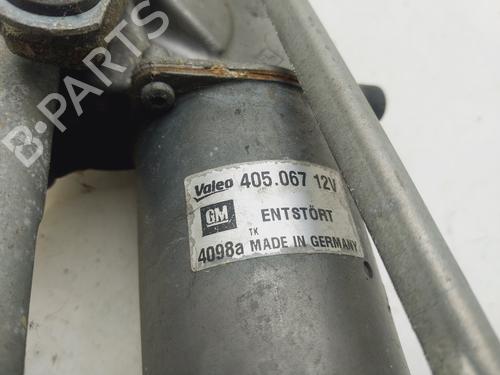 B-PARTS
Valeo 405.067 12V
GM ENTSTÖRT
TK
4098a MADE IN GERMANY